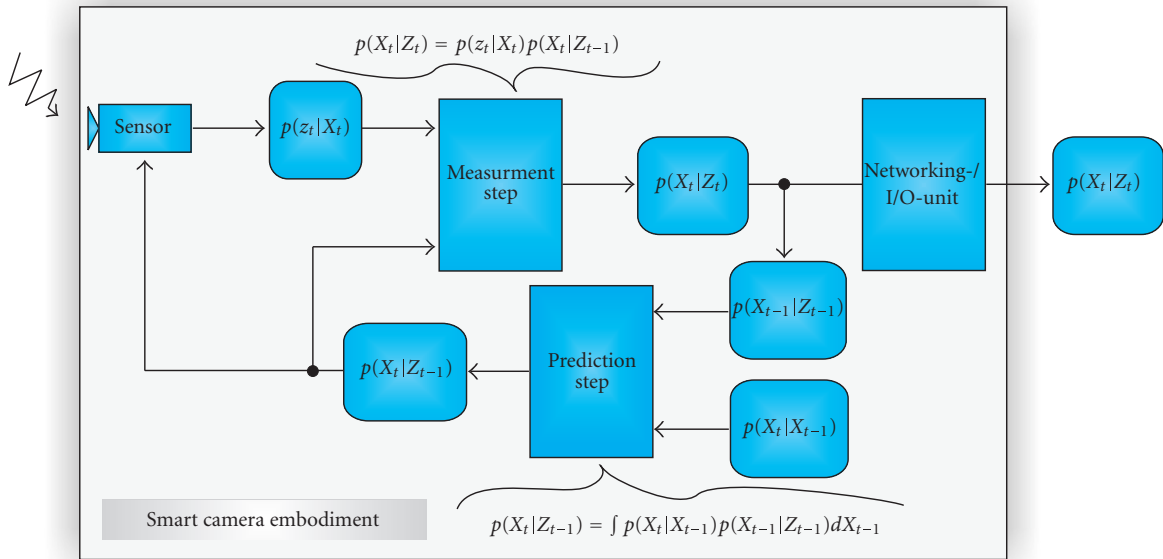 p(X_t|Z_t) = p(z_t|X_t)p(X_t|Z_{t−1})
Sensor
p(z_t|X_t)
Measurment
step
p(X_t|Z_t)
Networking-/
I/O-unit
p(X_t|Z_t)
p(X_{t−1}|Z_{t−1})
Prediction
step
p(X_t|Z_{t−1})
p(X_t|X_{t−1})
Smart camera embodiment
p(X_t|Z_{t−1}) = ∫ p(X_t|X_{t−1})p(X_{t−1}|Z_{t−1})dX_{t−1}